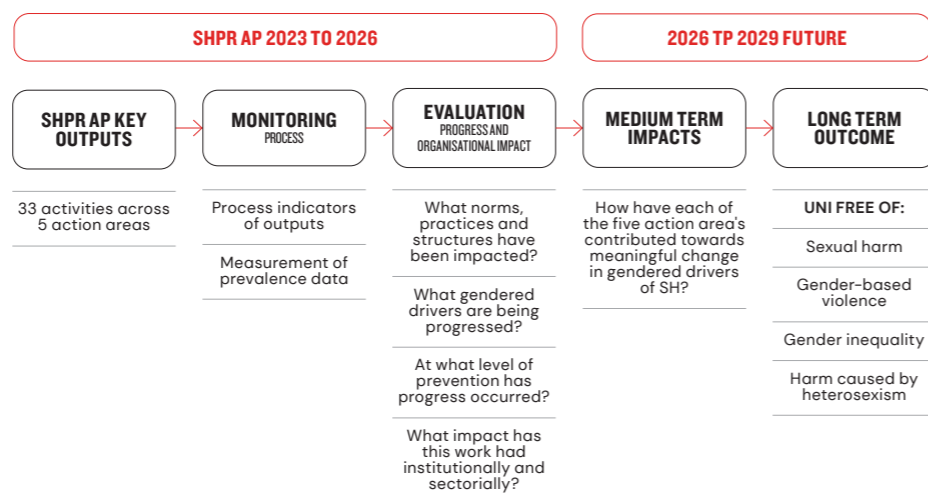 SHPR AP 2023 TO 2026
2026 TP 2029 FUTURE
SHPR AP KEY
OUTPUTS
MONITORING
PROCESS
EVALUATION
PROGRESS AND
ORGANISATIONAL IMPACT
MEDIUM TERM
IMPACTS
LONG TERM
OUTCOME
33 activities across
5 action areas
Process indicators
of outputs
Measurement of
prevalence data
What norms,
practices and
structures have
been impacted?
What gendered
drivers are being
progressed?
At what level of
prevention has
progress occurred?
What impact has
this work had
institutionally and
sectorially?
How have each of
the five action area's
contributed towards
meaningful change
in gendered drivers
of SH?
UNI FREE OF:
Sexual harm
Gender-based
violence
Gender inequality
Harm caused by
heterosexism